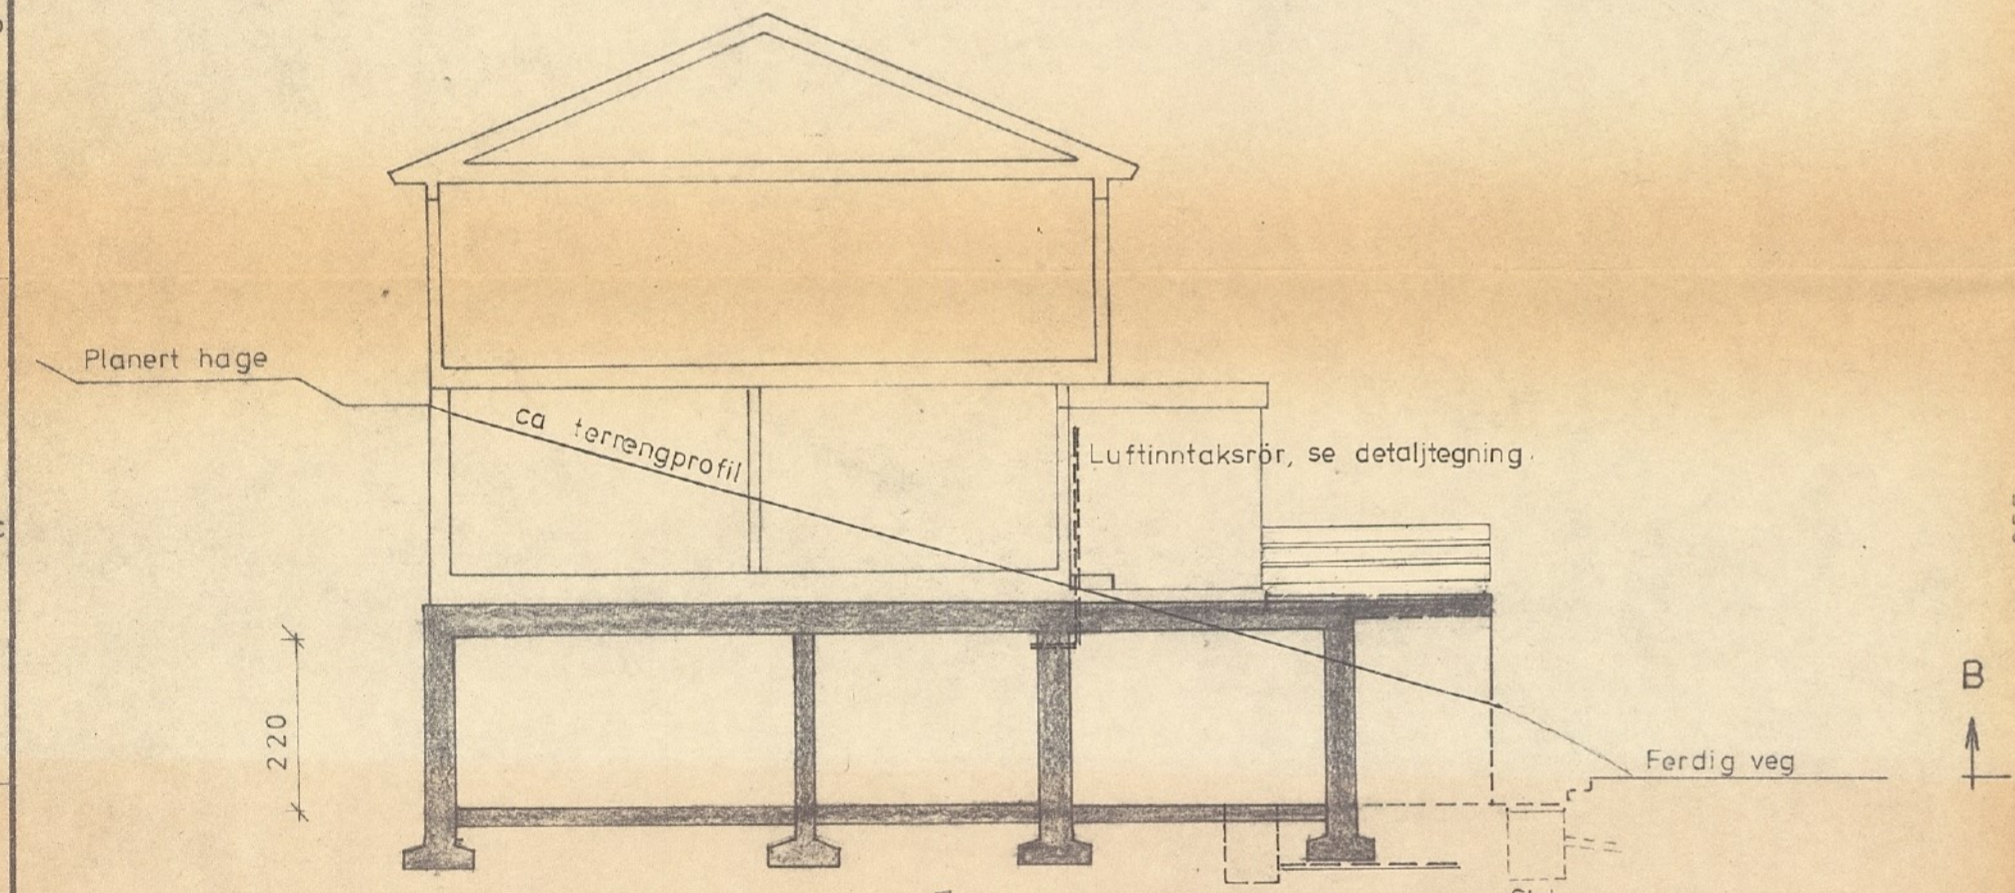 Planert hage
ca terrengprofil
Luftinntaksrör, se detaljtegning.
B
220
Ferdig veg